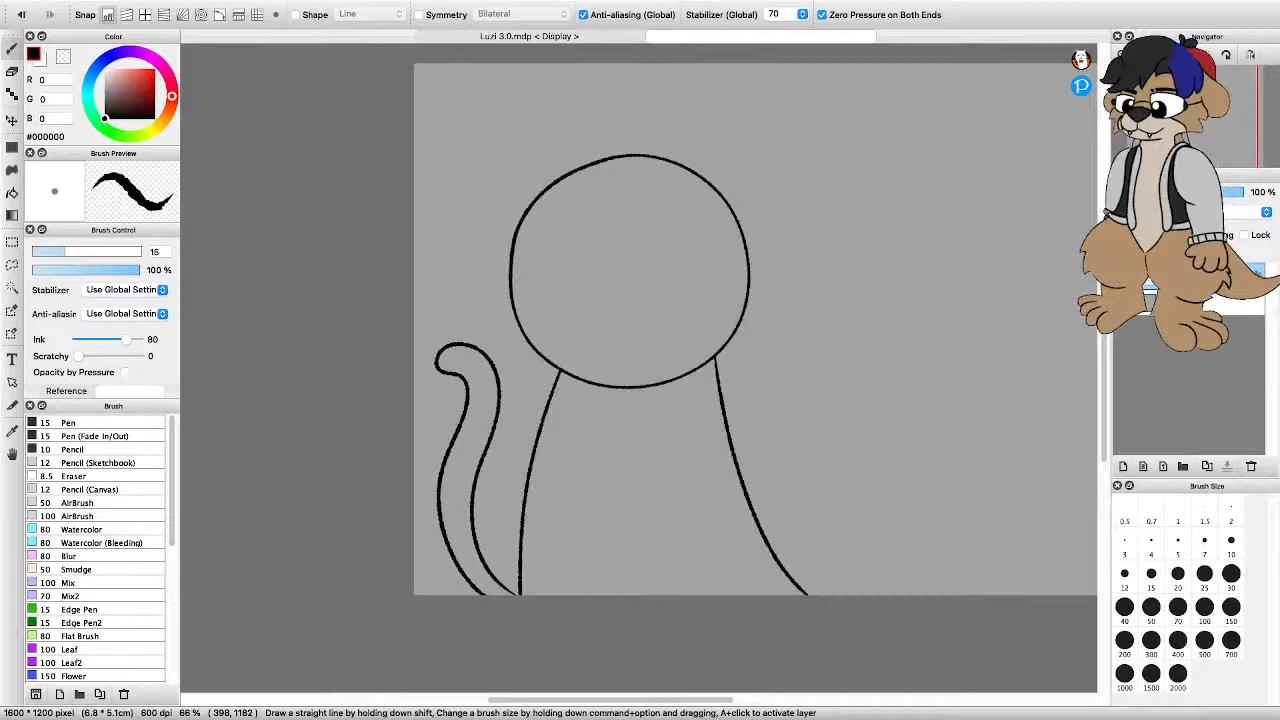 Snap
Shape
Line
Symmetry
Bilateral
Anti-aliasing (Global)
Stabilizer (Global)
70
Zero Pressure on Both Ends
Color
Luzi 3.0.mdp < Display >
Navigator
R 0
G 0
B 0
#000000
Brush Preview
100 %
Lock
Brush Control
15
100 %
Stabilizer Use Global Settin
Anti-aliasin Use Global Settin
Ink 80
Scratchy 0
Opacity by Pressure
Reference
Brush
15 Pen
15 Pen (Fade In/Out)
10 Pencil
12 Pencil (Sketchbook)
8.5 Eraser
12 Pencil (Canvas)
50 AirBrush
100 AirBrush
80 Watercolor
80 Watercolor (Bleeding)
80 Blur
50 Smudge
100 Mix
70 Mix2
15 Edge Pen
15 Edge Pen2
80 Flat Brush
100 Leaf
100 Leaf2
150 Flower
Brush Size
0.5 0.7 1 1.5 2
3 4 5 7 10
12 15 20 25 30
40 50 70 100 150
200 300 400 500 700
1000 1500 2000
1600 * 1200 pixel (6.8 * 5.1cm) 600 dpi 66 % ( 398, 1182 ) Draw a straight line by holding down shift, Change a brush size by holding down command+option and dragging, A+click to activate layer